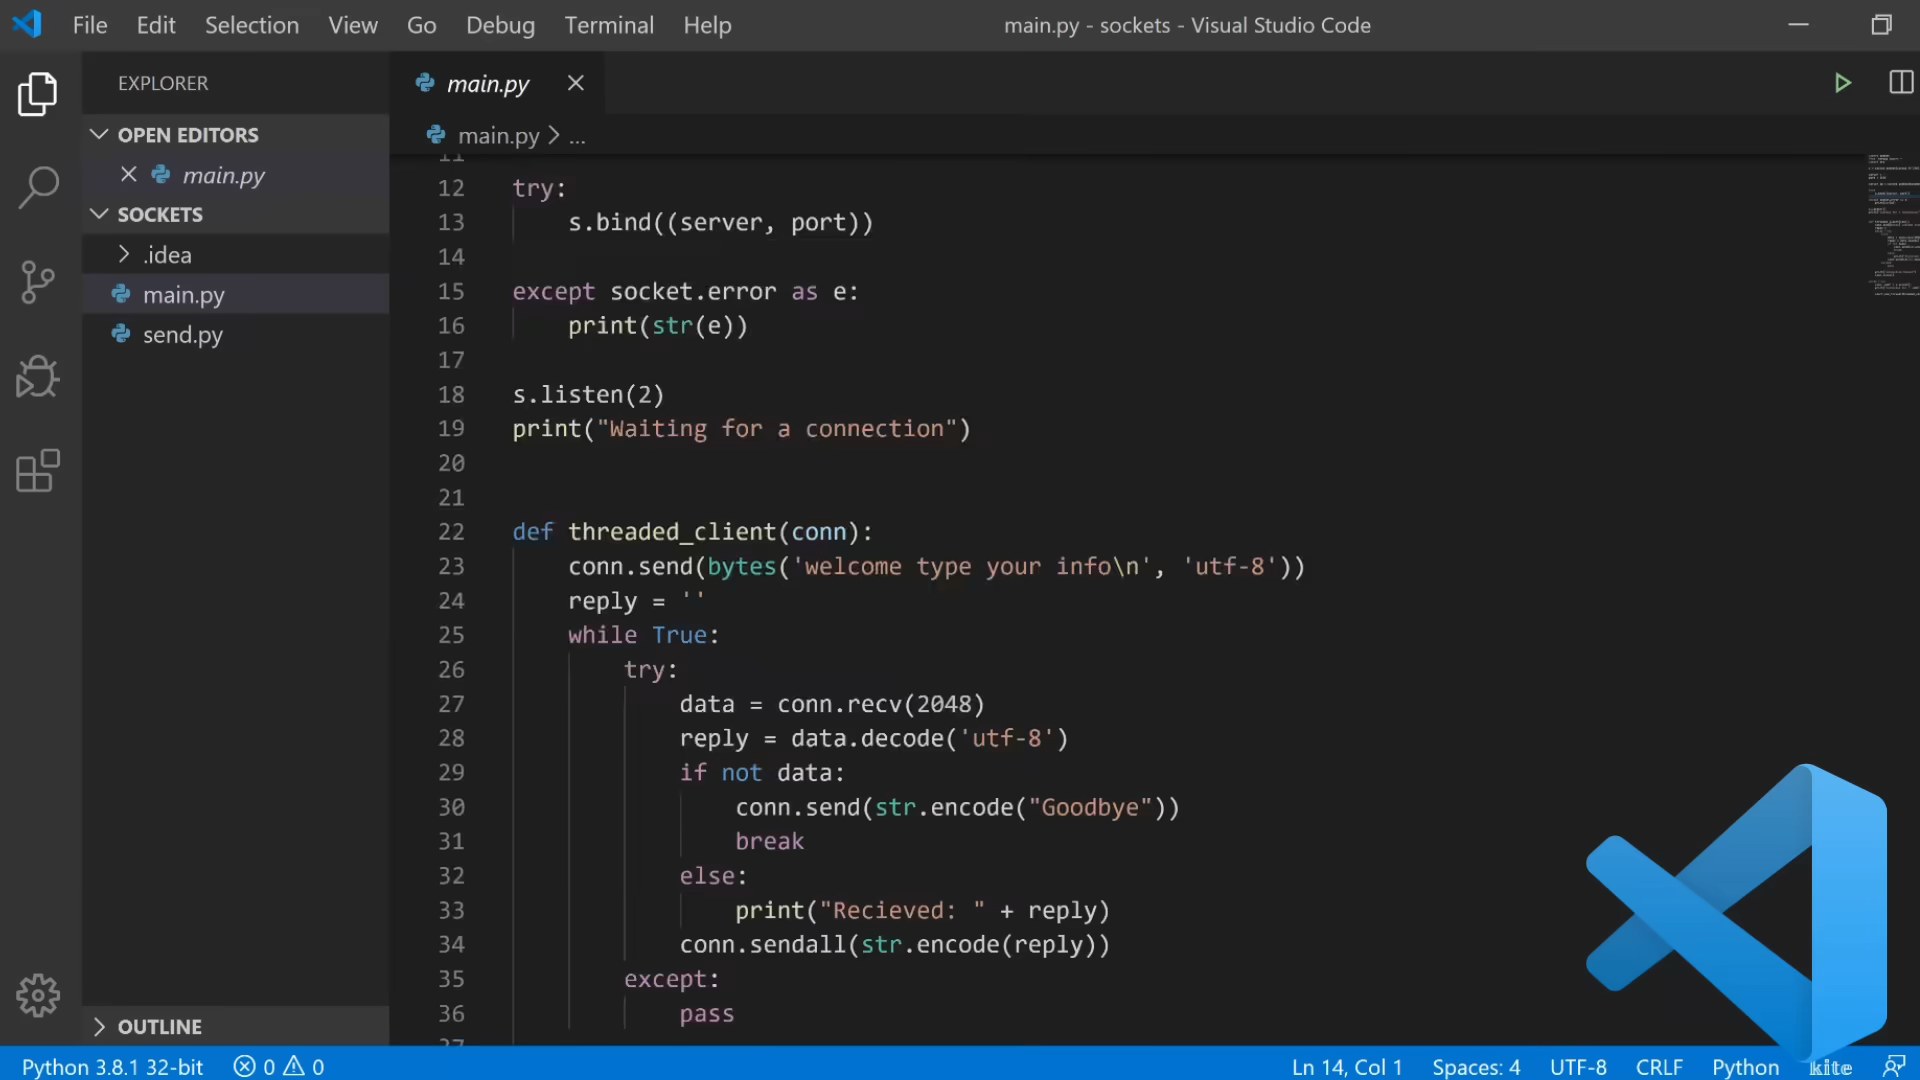 File Edit Selection View Go Debug Terminal Help main.py - sockets - Visual Studio Code
EXPLORER
main.py
OPEN EDITORS
main.py
SOCKETS
.idea
main.py
send.py
OUTLINE
main.py > ...
11
12 try:
13 s.bind((server, port))
14
15 except socket.error as e:
16 print(str(e))
17
18 s.listen(2)
19 print("Waiting for a connection")
20
21
22 def threaded_client(conn):
23 conn.send(bytes('welcome type your info\n', 'utf-8'))
24 reply = ''
25 while True:
26 try:
27 data = conn.recv(2048)
28 reply = data.decode('utf-8')
29 if not data:
30 conn.send(str.encode("Goodbye"))
31 break
32 else:
33 print("Recieved: " + reply)
34 conn.sendall(str.encode(reply))
35 except:
36 pass
37
Python 3.8.1 32-bit 0 0 Ln 14, Col 1 Spaces: 4 UTF-8 CRLF Python kite